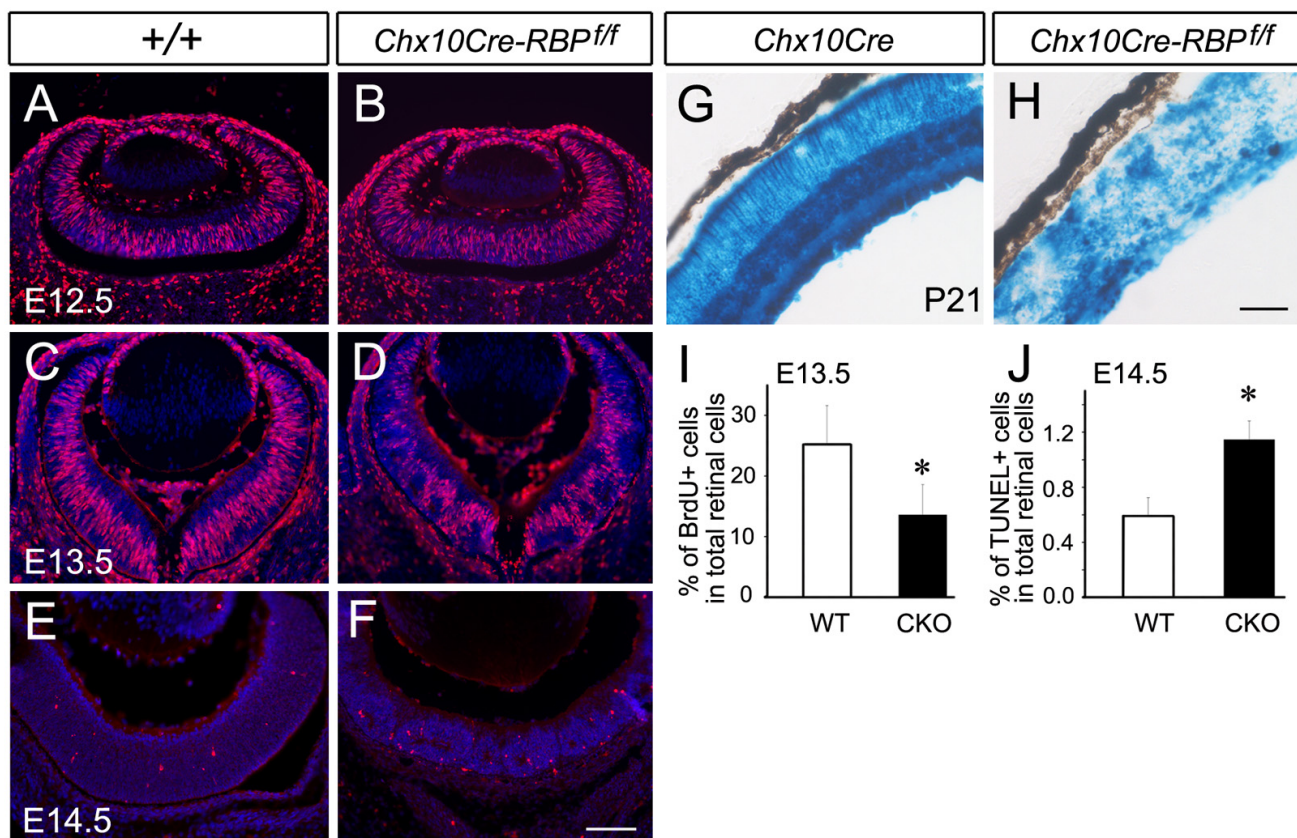 +/+
Chx10Cre-RBP f/f
Chx10Cre
Chx10Cre-RBP f/f
A
B
E12.5
C
D
E13.5
E
F
E14.5
G
H
P21
I
E13.5
% of BrdU+ cells
in total retinal cells
30
20
10
0
*
WT
CKO
J
E14.5
% of TUNEL+ cells
in total retinal cells
1.2
0.8
0.4
0.0
*
WT
CKO